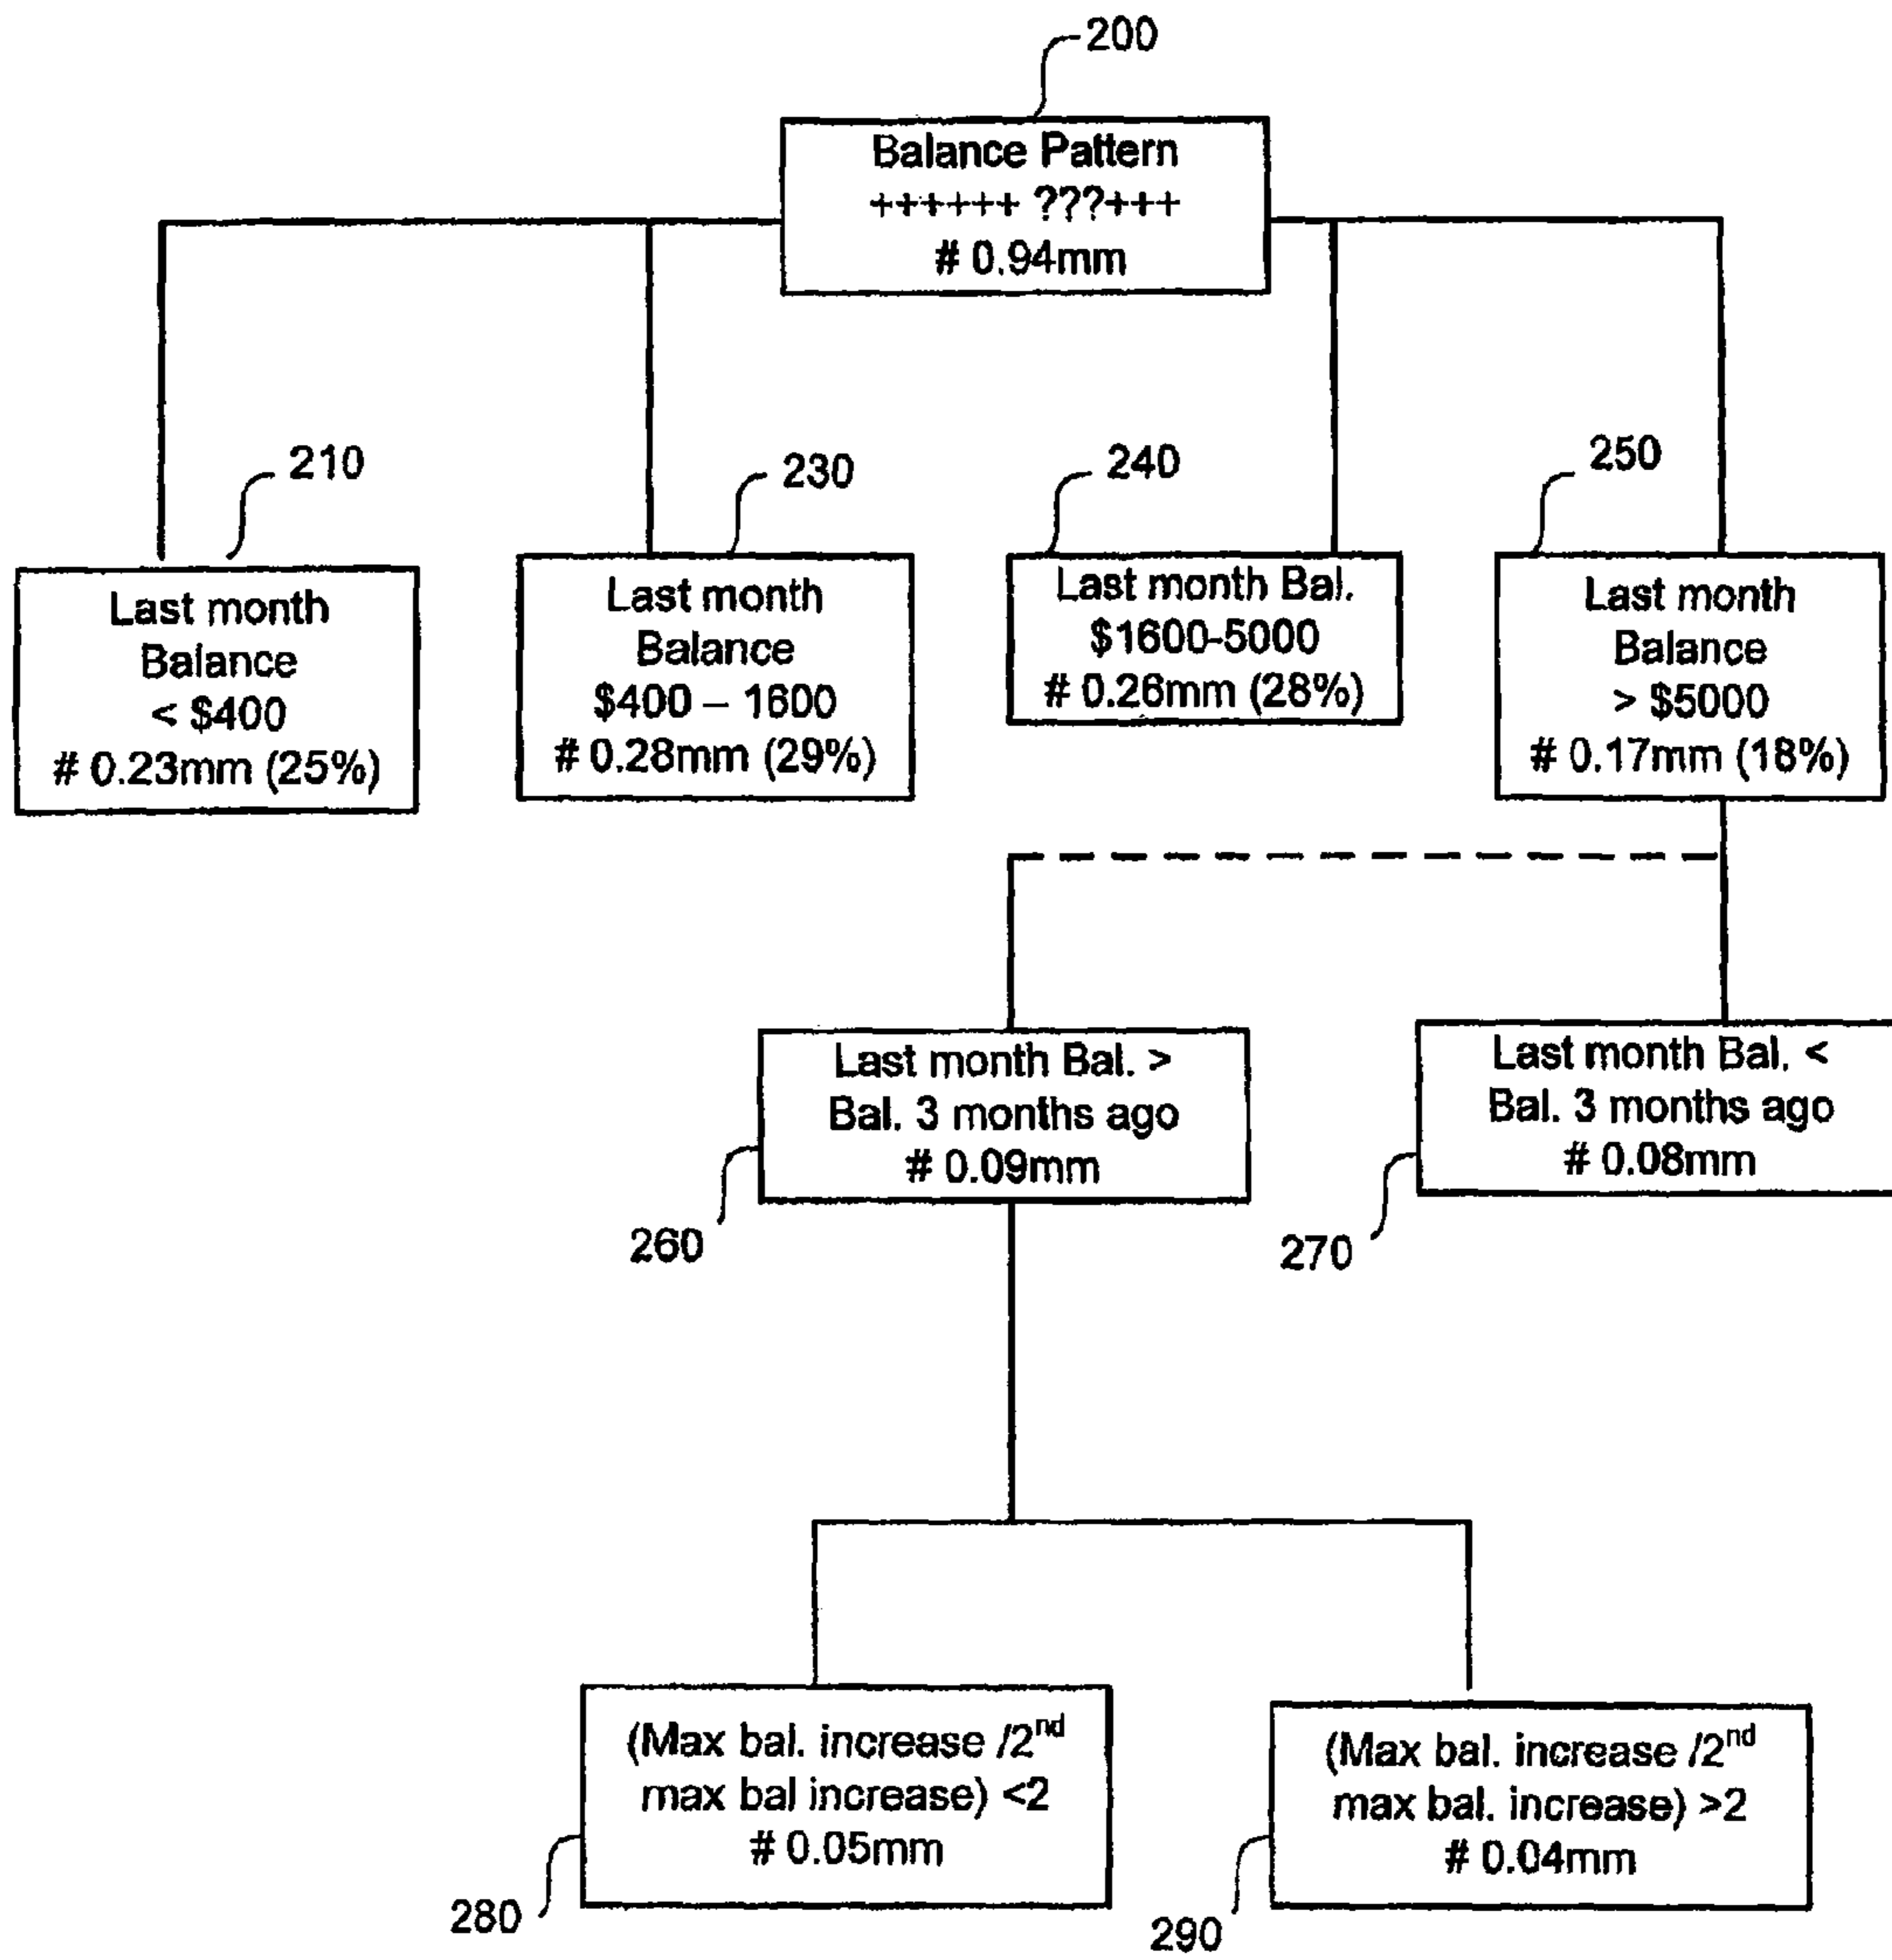 200
Balance Pattern
++++++ ???+++
# 0.94mm
210
230
240
250
Last month
Balance
< $400
# 0.23mm (25%)
Last month
Balance
$400 – 1600
# 0.28mm (29%)
Last month Bal.
$1600-5000
# 0.26mm (28%)
Last month
Balance
> $5000
# 0.17mm (18%)
Last month Bal. >
Bal. 3 months ago
# 0.09mm
260
Last month Bal. <
Bal. 3 months ago
# 0.08mm
270
(Max bal. increase /2nd
max bal increase) <2
# 0.05mm
280
(Max bal. increase /2nd
max bal. increase) >2
# 0.04mm
290